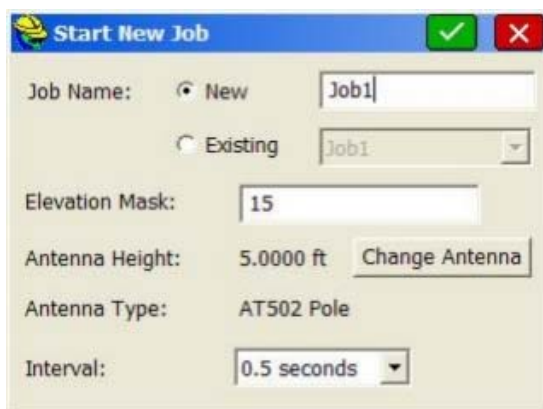 Start New Job
Job Name: New Job1
Existing Job1
Elevation Mask: 15
Antenna Height: 5.0000 ft Change Antenna
Antenna Type: AT502 Pole
Interval: 0.5 seconds